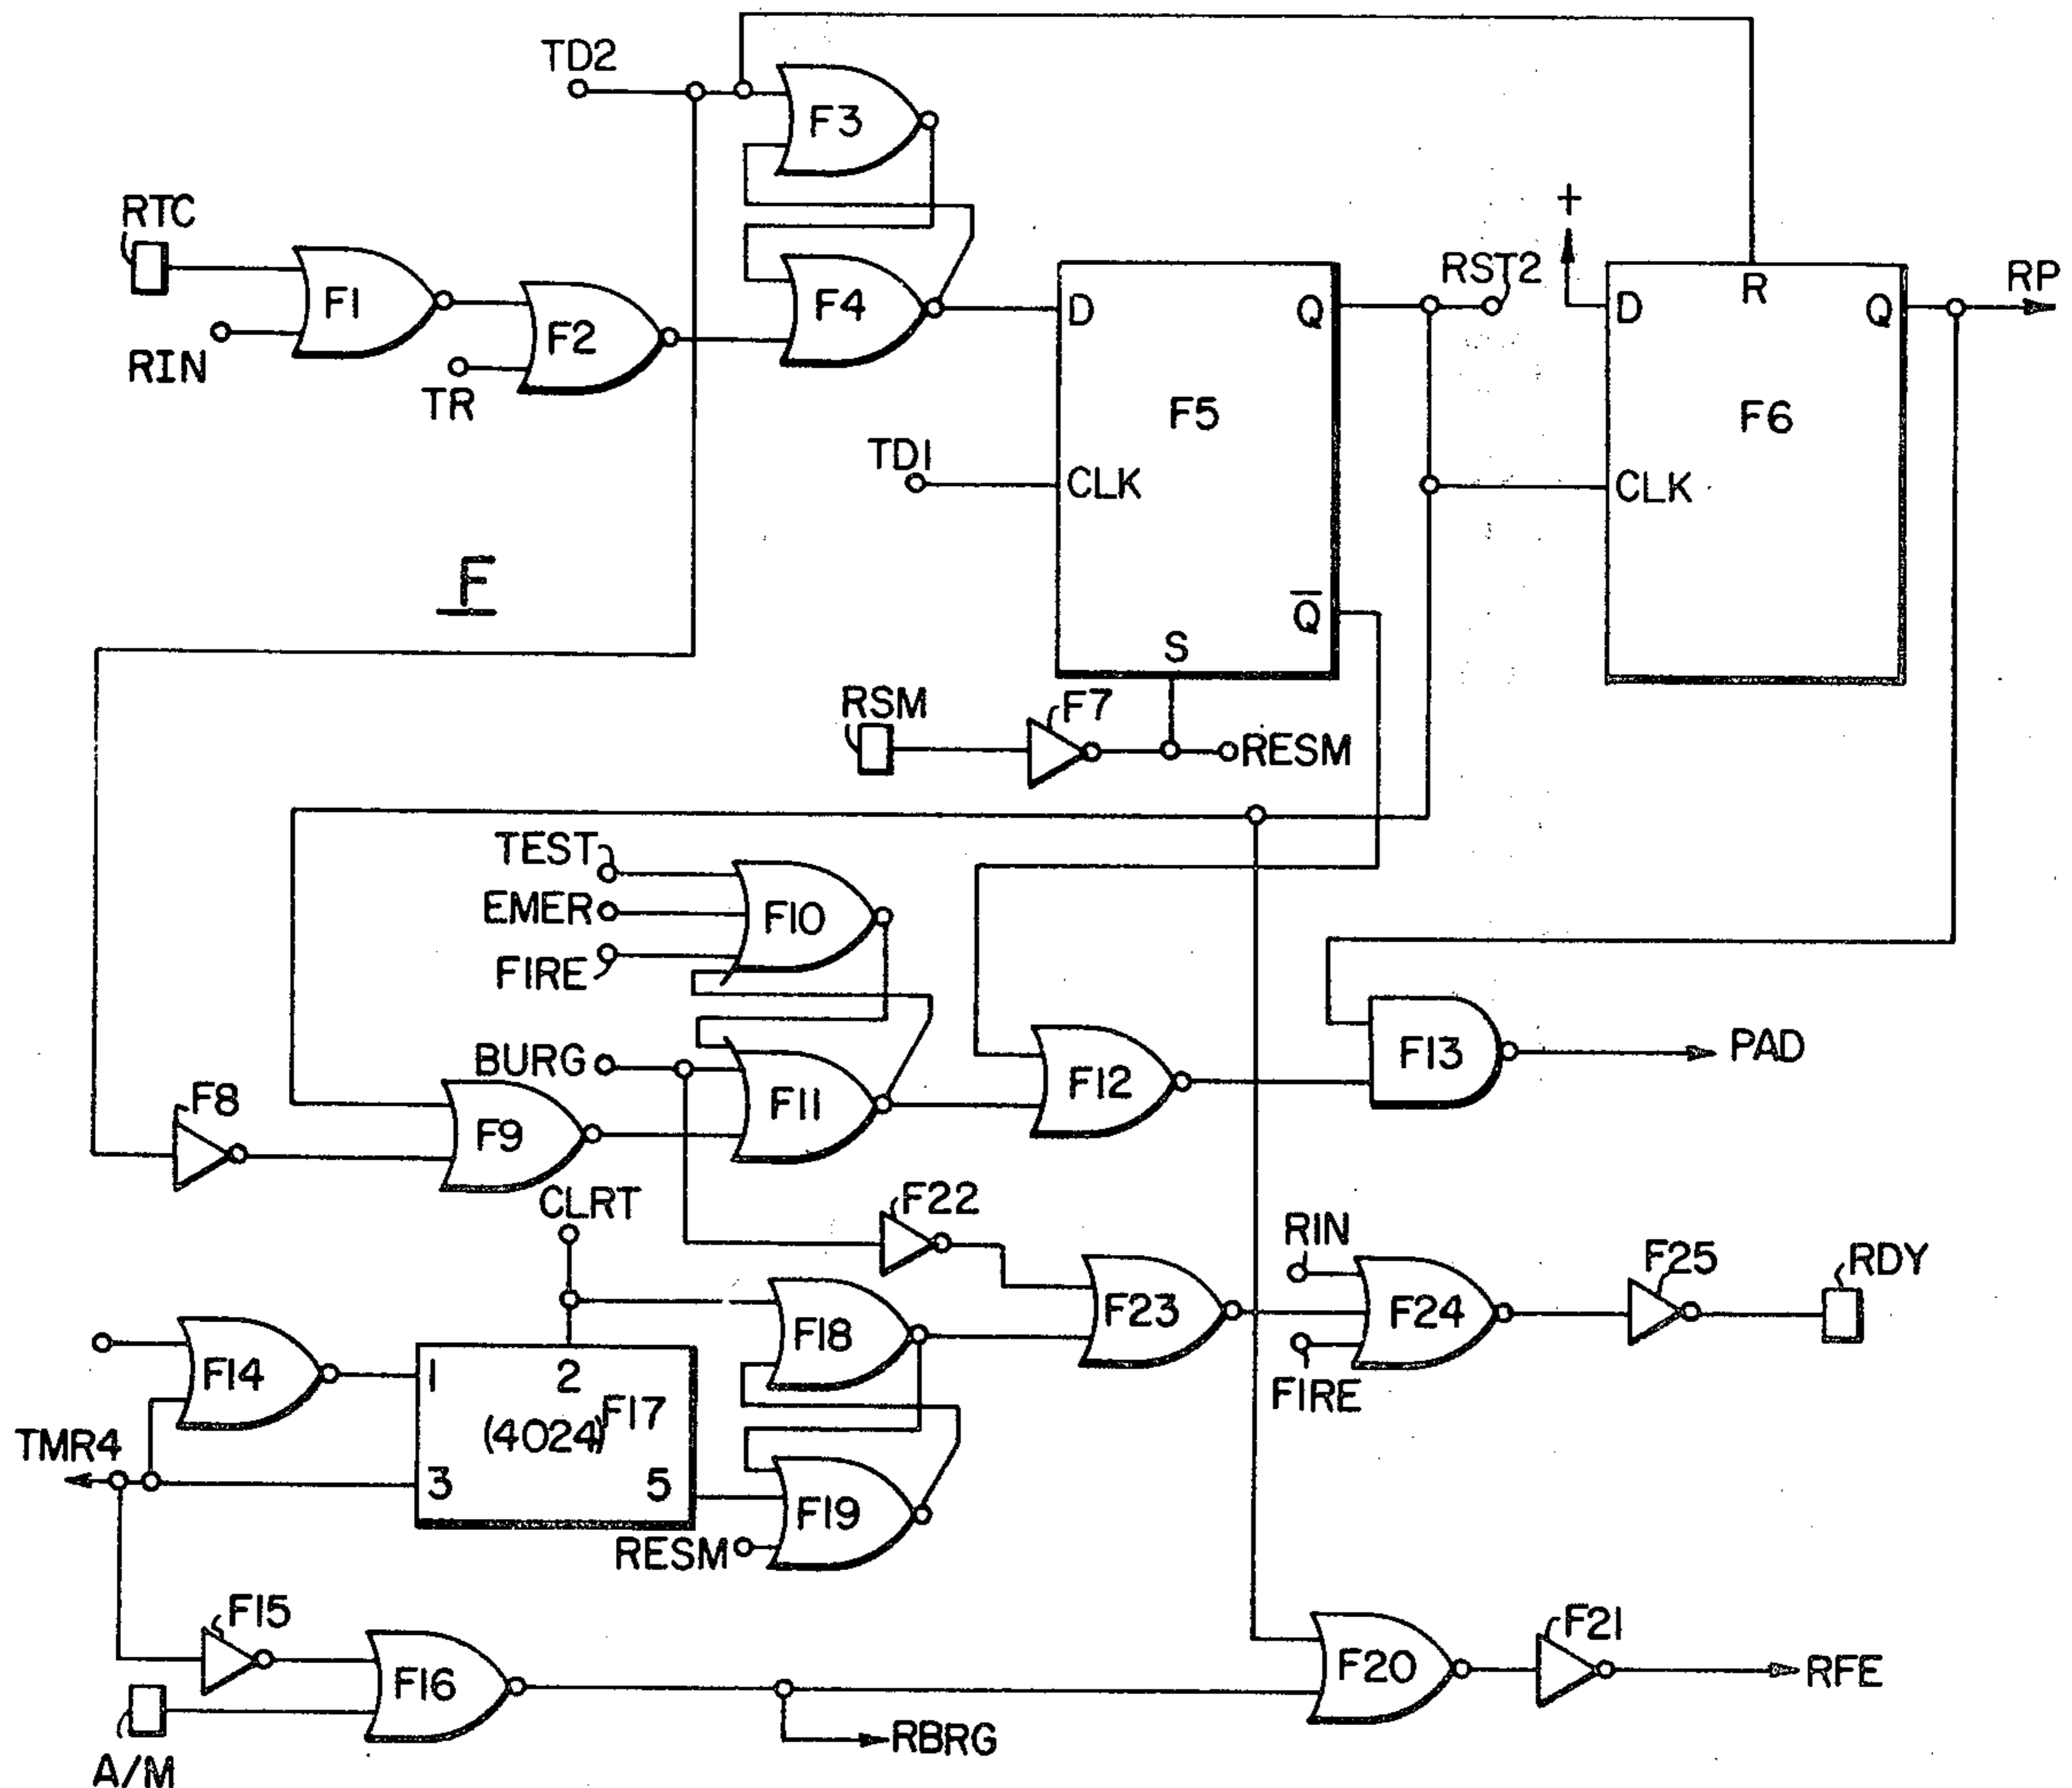 TD2
F3
RTC
+
F1
F2
F4
D
Q
RST2
D
R
Q
RP
RIN
TR
F5
F6
TD1
CLK
CLK
F
Q̅
S
RSM
F7
RESM
TEST
EMER
F10
FIRE
BURG
F11
F12
F13
PAD
F8
F9
CLRT
F22
RIN
F25
RDY
F23
F24
F18
F14
1
2
F17
(4024)
FIRE
TMR4
3
5
F19
RESM
F15
F21
F16
F20
RFE
RBRG
A/M